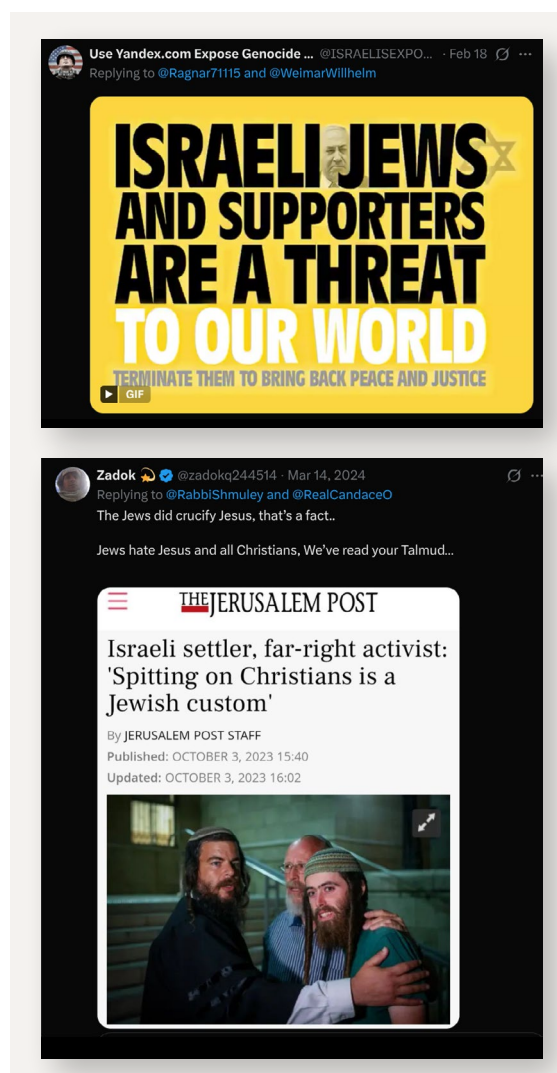 Use Yandex.com Expose Genocide ... @ISRAELISEXPO... · Feb 18
Replying to @Ragnar71115 and @WeimarWillhelm
ISRAELI JEWS
AND SUPPORTERS
ARE A THREAT
TO OUR WORLD
TERMINATE THEM TO BRING BACK PEACE AND JUSTICE
GIF
Zadok @zadokq244514 · Mar 14, 2024
Replying to @RabbiShmuley and @RealCandaceO
The Jews did crucify Jesus, that's a fact..
Jews hate Jesus and all Christians, We've read your Talmud...
THE JERUSALEM POST
Israeli settler, far-right activist:
'Spitting on Christians is a
Jewish custom'
By JERUSALEM POST STAFF
Published: OCTOBER 3, 2023 15:40
Updated: OCTOBER 3, 2023 16:02